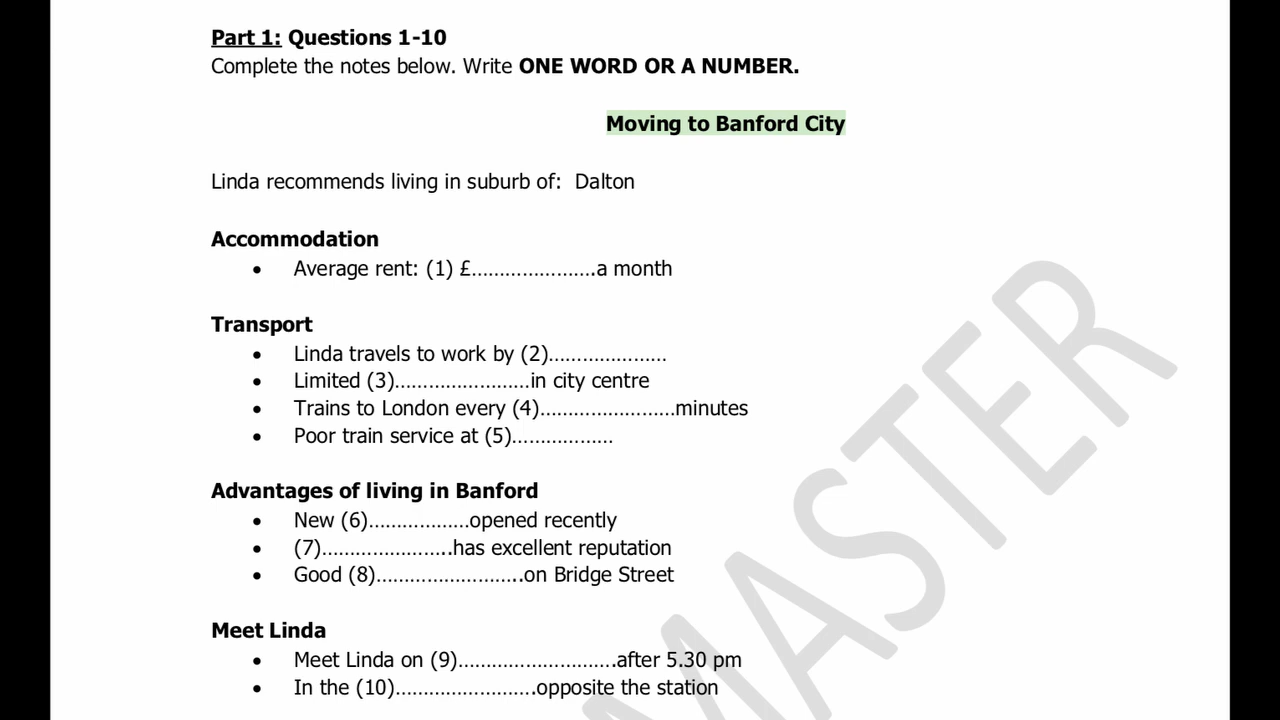 Part 1: Questions 1-10
Complete the notes below. Write ONE WORD OR A NUMBER.
Moving to Banford City
Linda recommends living in suburb of: Dalton
Accommodation
• Average rent: (1) £………………….a month
Transport
• Linda travels to work by (2)…………………
• Limited (3)……………………in city centre
• Trains to London every (4)……………………minutes
• Poor train service at (5)………………
Advantages of living in Banford
• New (6)………………opened recently
• (7)…………………..has excellent reputation
• Good (8)……………………..on Bridge Street
Meet Linda
• Meet Linda on (9)……………………….after 5.30 pm
• In the (10)…………………….opposite the station
MASTER